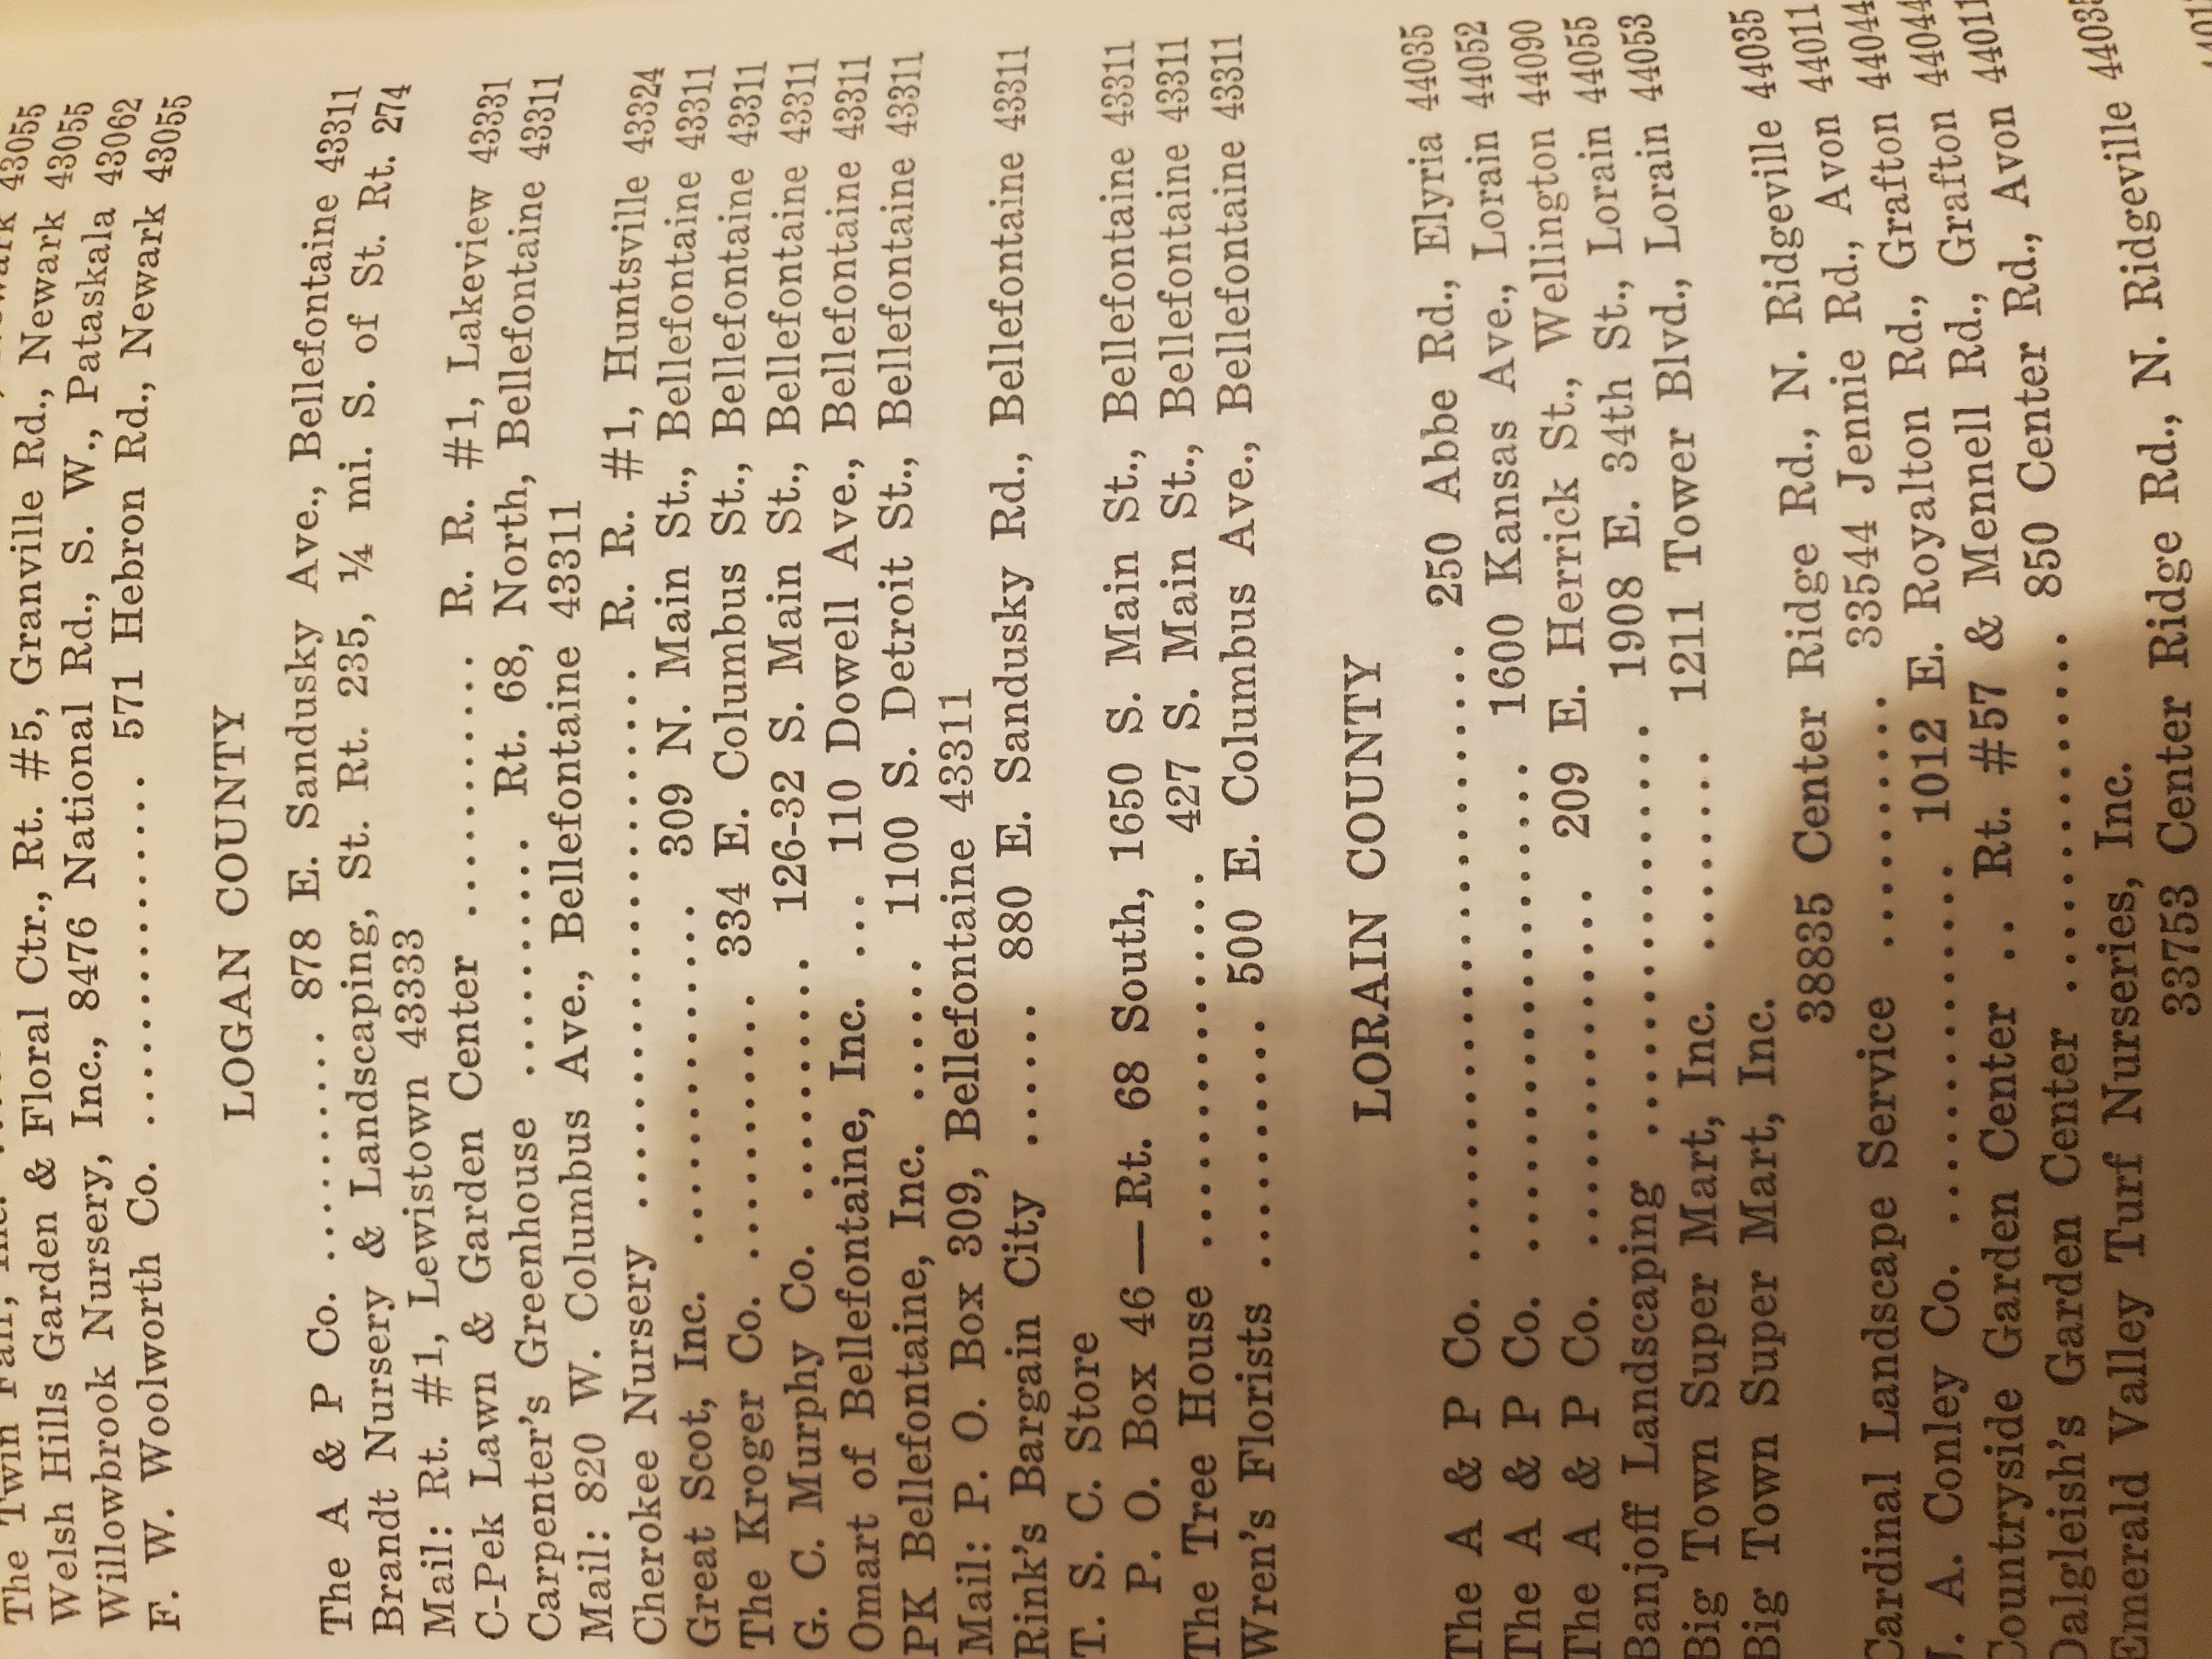 The Twin Fair, Inc.
Welsh Hills Garden & Floral Ctr., Rt. #5, Granville Rd., Newark 43055
Willowbrook Nursery, Inc., 8476 National Rd., S. W., Pataskala 43062
F. W. Woolworth Co. .............. 571 Hebron Rd., Newark 43055
LOGAN COUNTY
The A & P Co. ......... 878 E. Sandusky Ave., Bellefontaine 43311
Brandt Nursery & Landscaping, St. Rt. 235, ¼ mi. S. of St. Rt. 274
Mail: Rt. #1, Lewistown 43333
C-Pek Lawn & Garden Center .......... R. R. #1, Lakeview 43331
Carpenter's Greenhouse ......... Rt. 68, North, Bellefontaine 43311
Mail: 820 W. Columbus Ave., Bellefontaine 43311
Cherokee Nursery ..................... R. R. #1, Huntsville 43324
Great Scot, Inc. ............. 309 N. Main St., Bellefontaine 43311
The Kroger Co. .......... 334 E. Columbus St., Bellefontaine 43311
G. C. Murphy Co. ......... 126-32 S. Main St., Bellefontaine 43311
Omart of Bellefontaine, Inc. ... 110 Dowell Ave., Bellefontaine 43311
PK Bellefontaine, Inc. ...... 1100 S. Detroit St., Bellefontaine 43311
Mail: P. O. Box 309, Bellefontaine 43311
Rink's Bargain City ...... 880 E. Sandusky Rd., Bellefontaine 43311
T. S. C. Store
P. O. Box 46—Rt. 68 South, 1650 S. Main St., Bellefontaine 43311
The Tree House .............. 427 S. Main St., Bellefontaine 43311
Wren's Florists .......... 500 E. Columbus Ave., Bellefontaine 43311
LORAIN COUNTY
The A & P Co. ........................ 250 Abbe Rd., Elyria 44035
The A & P Co. ................... 1600 Kansas Ave., Lorain 44052
The A & P Co. .............. 209 E. Herrick St., Wellington 44090
Banjoff Landscaping ................ 1908 E. 34th St., Lorain 44055
Big Town Super Mart, Inc. ........ 1211 Tower Blvd., Lorain 44053
Big Town Super Mart, Inc.
38835 Center Ridge Rd., N. Ridgeville 44035
Cardinal Landscape Service .......... 33544 Jennie Rd., Avon 44011
J. A. Conley Co. .............. 1012 E. Royalton Rd., Grafton 44044
Countryside Garden Center .. Rt. #57 & Mennell Rd., Grafton 44044
Dalgleish's Garden Center .............. 850 Center Rd., Avon 44011
Emerald Valley Turf Nurseries, Inc.
33753 Center Ridge Rd., N. Ridgeville 44035